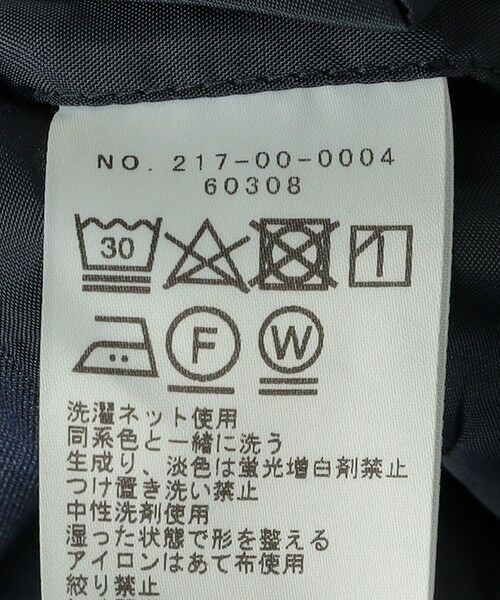 NO. 217-00-0004
60308
30
F W
洗濯ネット使用
同系色と一緒に洗う
生成り、淡色は蛍光増白剤禁止
つけ置き洗い禁止
中性洗剤使用
湿った状態で形を整える
アイロンはあて布使用
絞り禁止